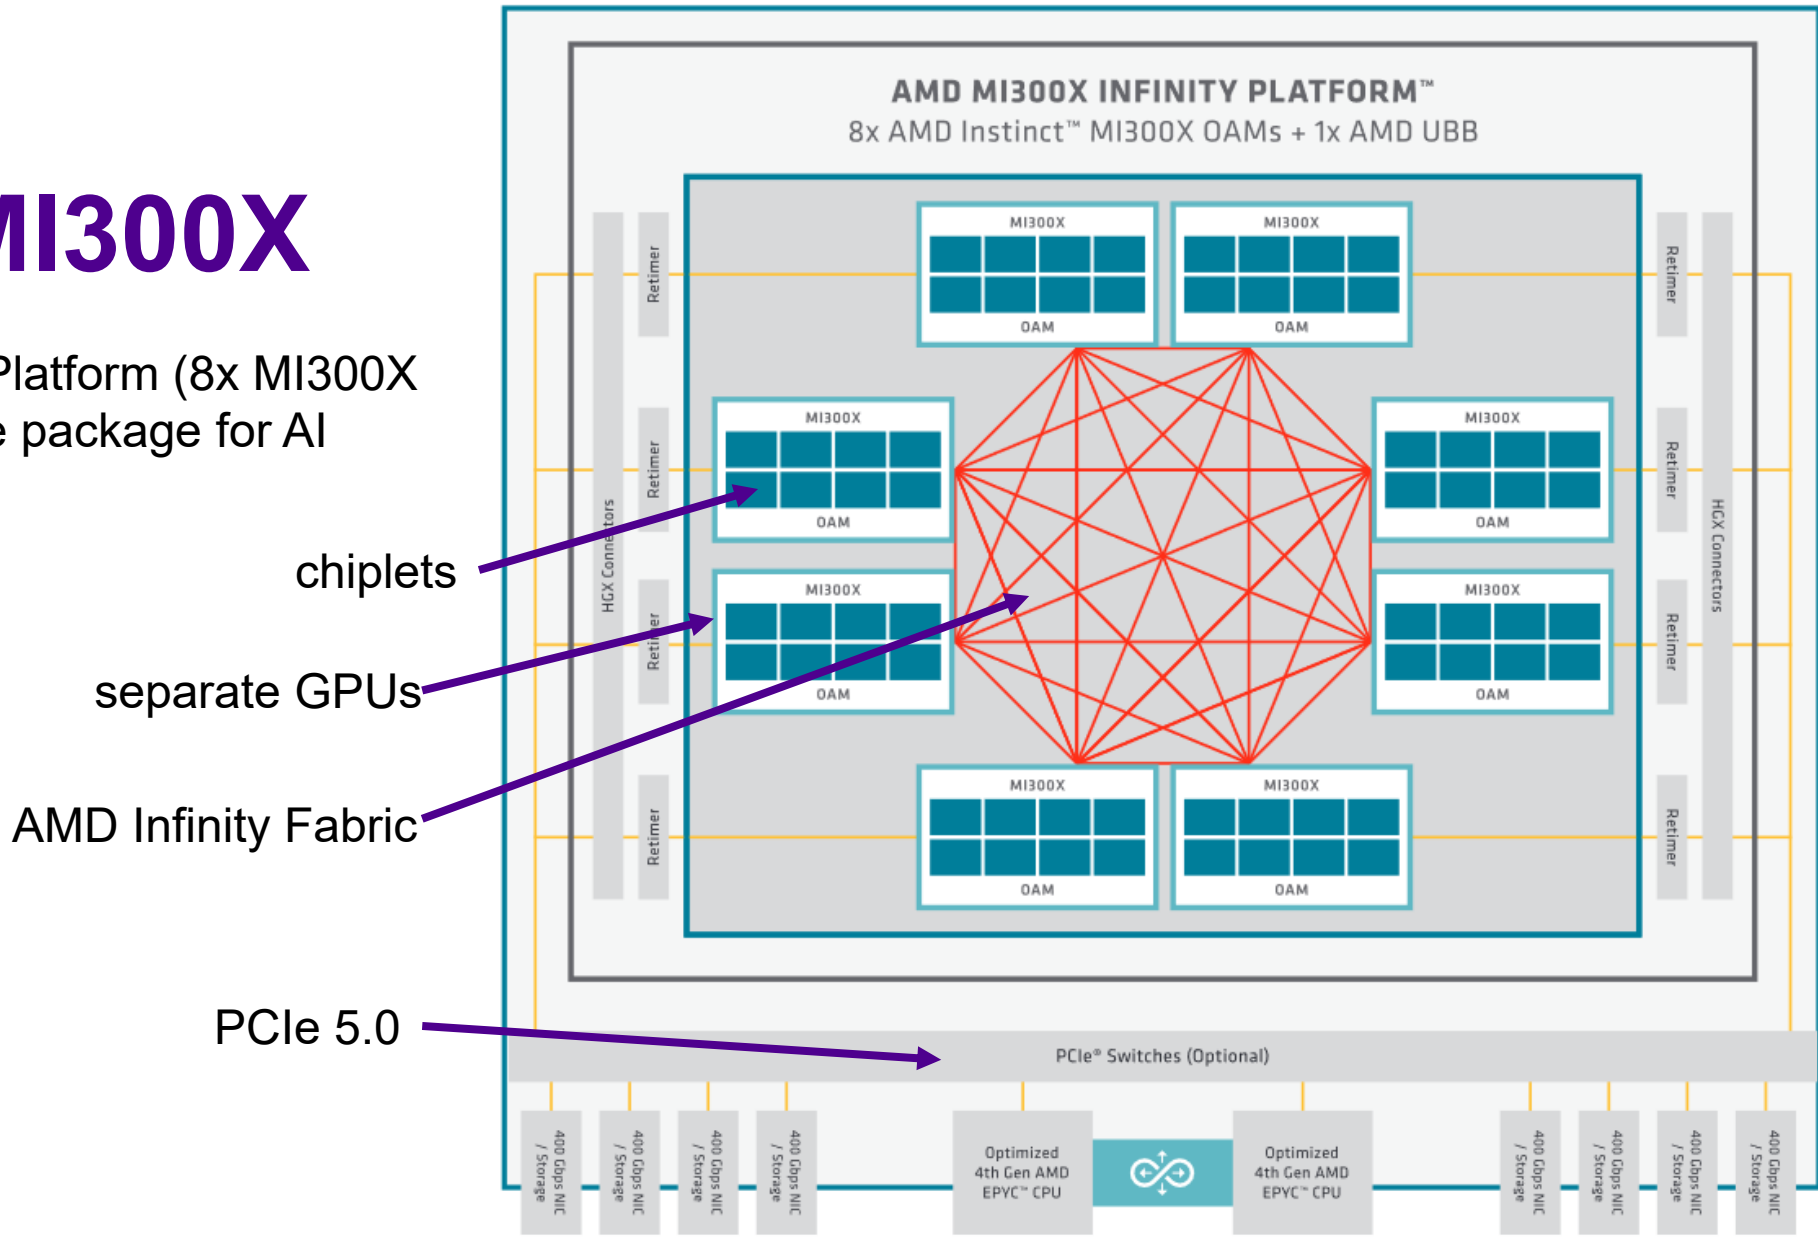 MI300X
Platform (8x MI300X
package for AI
chiplets
separate GPUs
AMD Infinity Fabric
PCIe 5.0
AMD MI300X INFINITY PLATFORM™
8x AMD Instinct™ MI300X OAMs + 1x AMD UBB
MI300X
OAM
MI300X
OAM
MI300X
OAM
MI300X
OAM
MI300X
OAM
MI300X
OAM
MI300X
OAM
MI300X
OAM
HGX Connectors
Retimer
Retimer
Retimer
Retimer
Retimer
Retimer
Retimer
Retimer
HGX Connectors
PCIe® Switches (Optional)
400 Gbps NIC
/ Storage
400 Gbps NIC
/ Storage
400 Gbps NIC
/ Storage
400 Gbps NIC
/ Storage
Optimized
4th Gen AMD
EPYC™ CPU
Optimized
4th Gen AMD
EPYC™ CPU
400 Gbps NIC
/ Storage
400 Gbps NIC
/ Storage
400 Gbps NIC
/ Storage
400 Gbps NIC
/ Storage